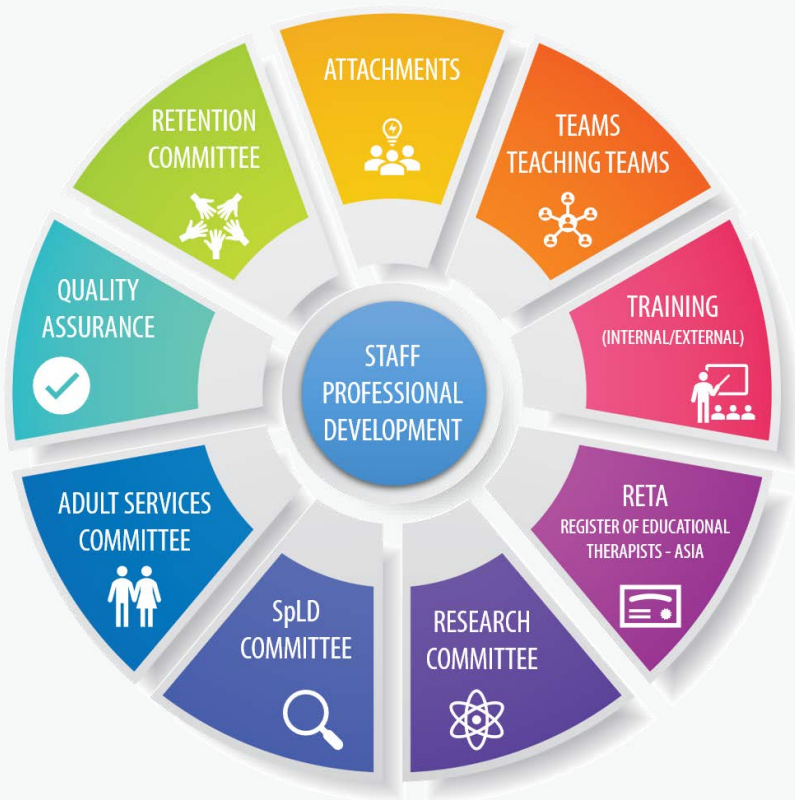 ATTACHMENTS
TEAMS
TEACHING TEAMS
TRAINING
(INTERNAL/EXTERNAL)
RETA
REGISTER OF EDUCATIONAL
THERAPISTS - ASIA
RESEARCH
COMMITTEE
SpLD
COMMITTEE
ADULT SERVICES
COMMITTEE
QUALITY
ASSURANCE
RETENTION
COMMITTEE
STAFF
PROFESSIONAL
DEVELOPMENT